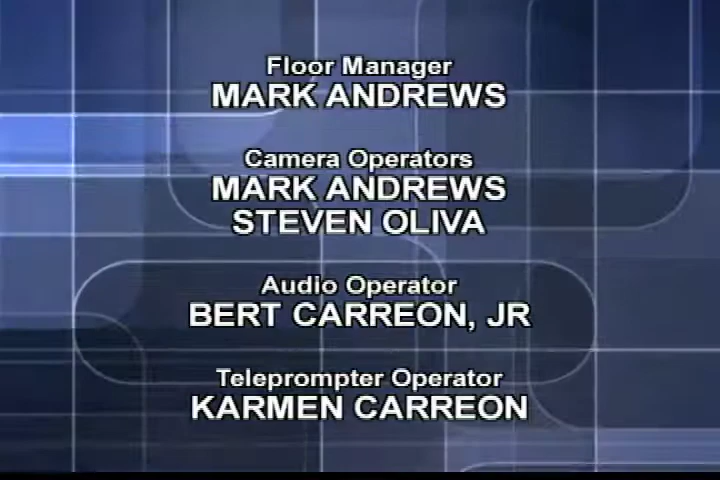 Floor Manager
MARK ANDREWS
Camera Operators
MARK ANDREWS
STEVEN OLIVA
Audio Operator
BERT CARREON, JR
Teleprompter Operator
KARMEN CARREON